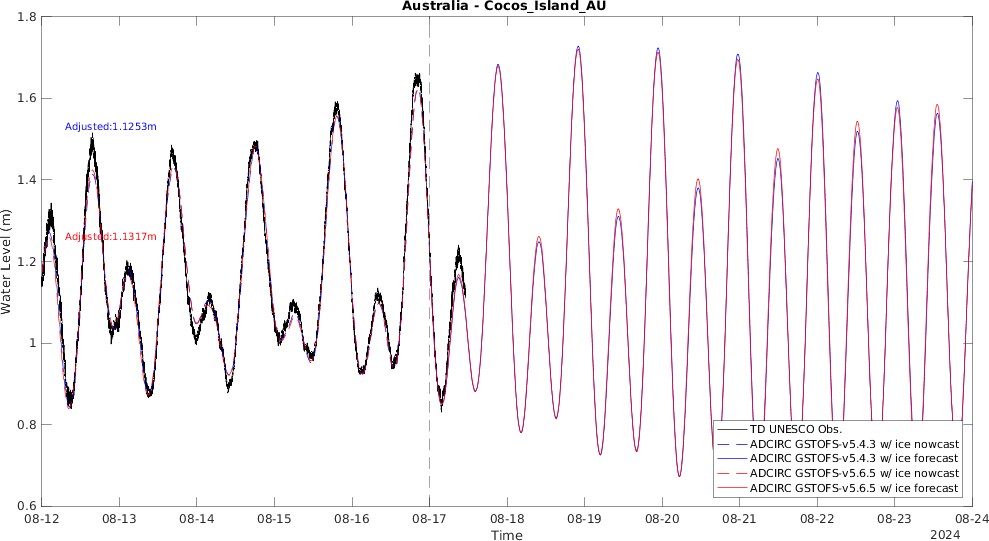 Australia - Cocos_Island_AU
1.8
1.6
1.4
1.2
1
0.8
0.6
Water Level (m)
Adjusted:1.1253m
Adjusted:1.1317m
TD UNESCO Obs.
ADCIRC GSTOFS-v5.4.3 w/ ice nowcast
ADCIRC GSTOFS-v5.4.3 w/ ice forecast
ADCIRC GSTOFS-v5.6.5 w/ ice nowcast
ADCIRC GSTOFS-v5.6.5 w/ ice forecast
08-12 08-13 08-14 08-15 08-16 08-17 08-18 08-19 08-20 08-21 08-22 08-23 08-24
Time
2024